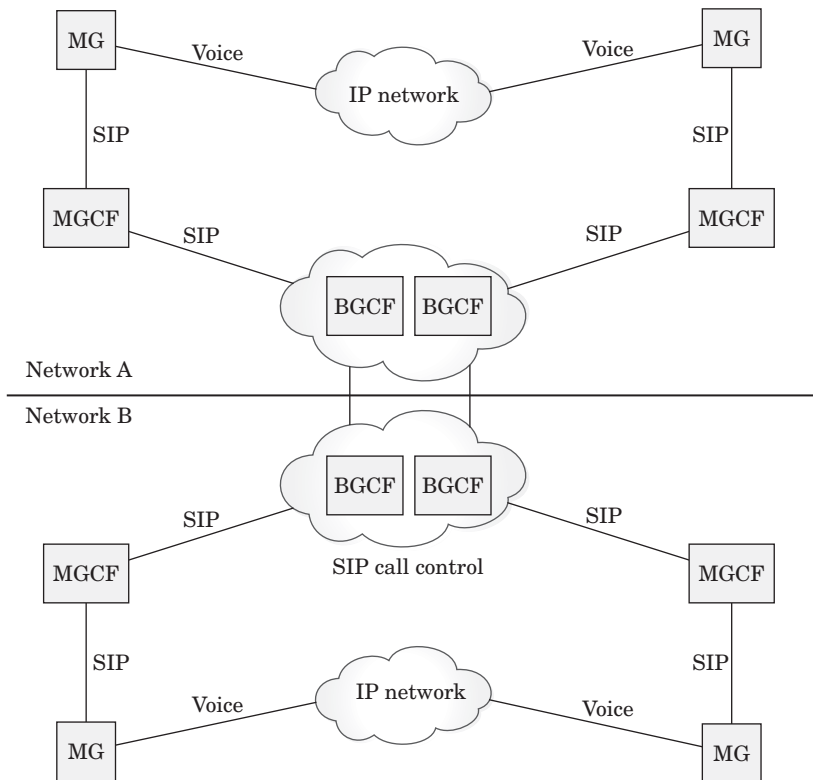 MG
Voice
Voice
MG
IP network
SIP
SIP
MGCF
MGCF
SIP
SIP
BGCF
BGCF
Network A
Network B
BGCF
BGCF
SIP
SIP
SIP call control
MGCF
MGCF
SIP
SIP
IP network
Voice
Voice
MG
MG